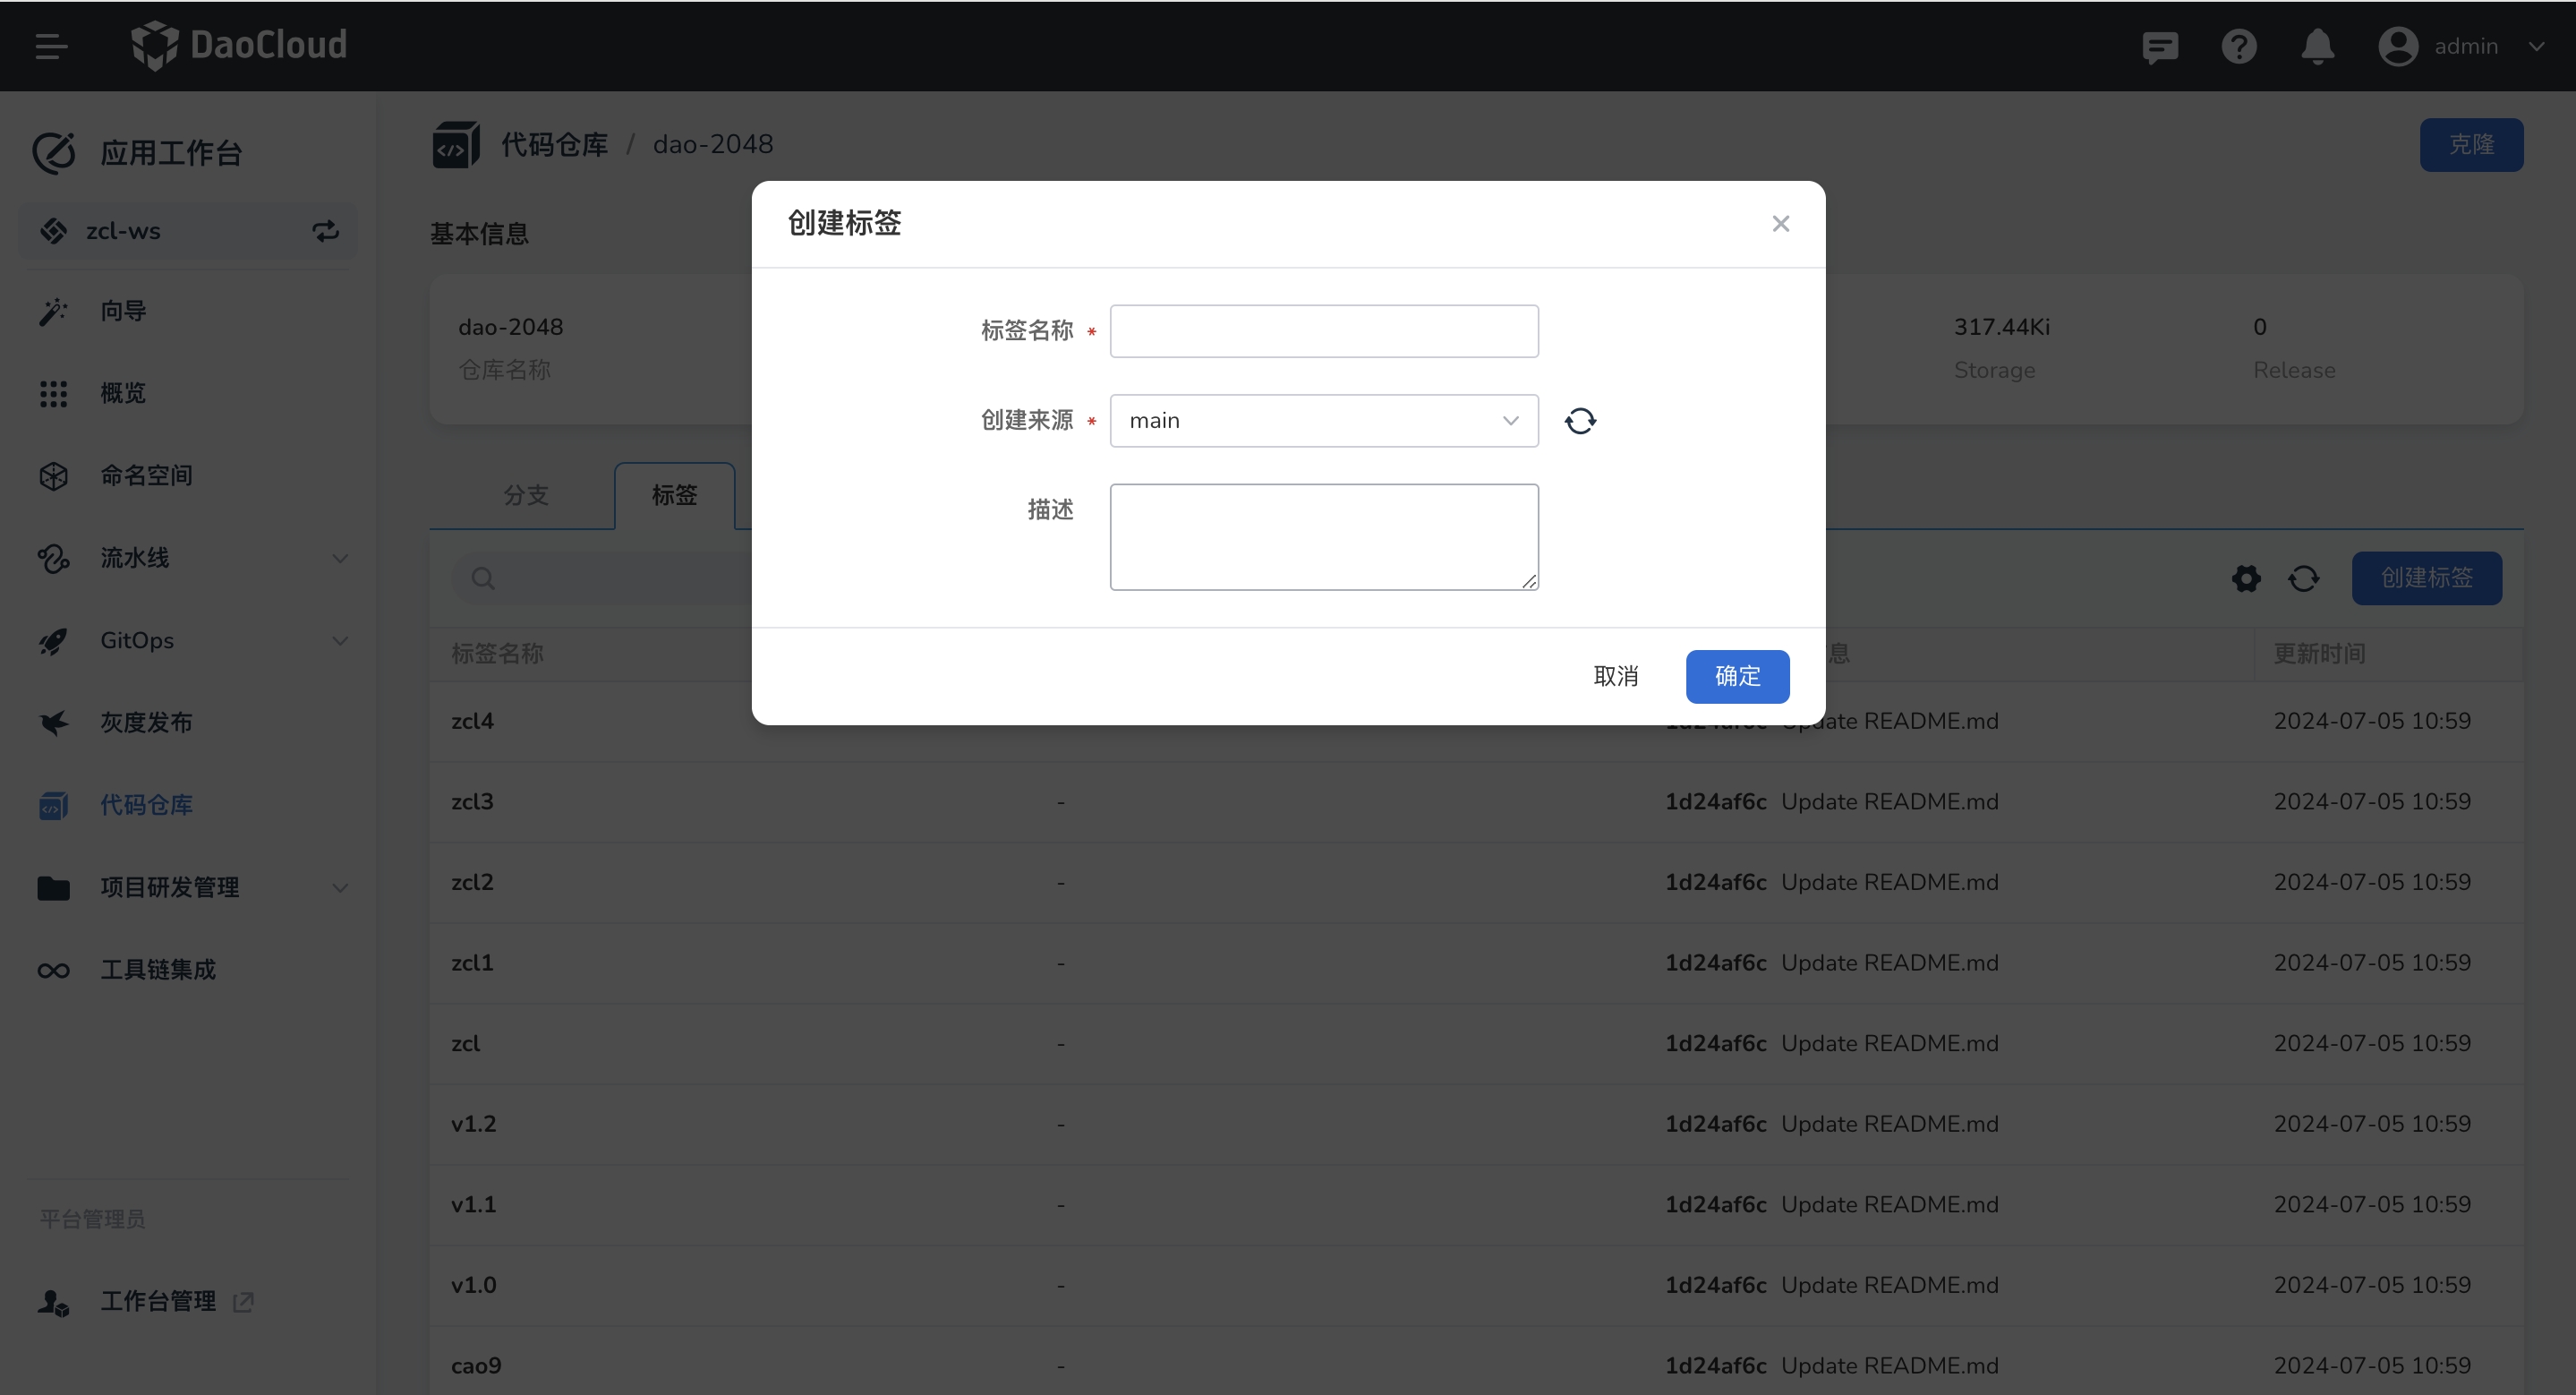 DaoCloud
admin
应用工作台
zcl-ws
向导
概览
命名空间
流水线
GitOps
灰度发布
代码仓库
项目研发管理
工具链集成
平台管理员
工作台管理
代码仓库 / dao-2048
克隆
基本信息
dao-2048
仓库名称
317.44Ki
Storage
0
Release
分支
标签
创建标签
创建标签
标签名称 *
创建来源 * main
描述
取消
确定
标签名称 息 更新时间
zcl4 1d24af6c Update README.md 2024-07-05 10:59
zcl3 - 1d24af6c Update README.md 2024-07-05 10:59
zcl2 - 1d24af6c Update README.md 2024-07-05 10:59
zcl1 - 1d24af6c Update README.md 2024-07-05 10:59
zcl - 1d24af6c Update README.md 2024-07-05 10:59
v1.2 - 1d24af6c Update README.md 2024-07-05 10:59
v1.1 - 1d24af6c Update README.md 2024-07-05 10:59
v1.0 - 1d24af6c Update README.md 2024-07-05 10:59
cao9 - 1d24af6c Update README.md 2024-07-05 10:59